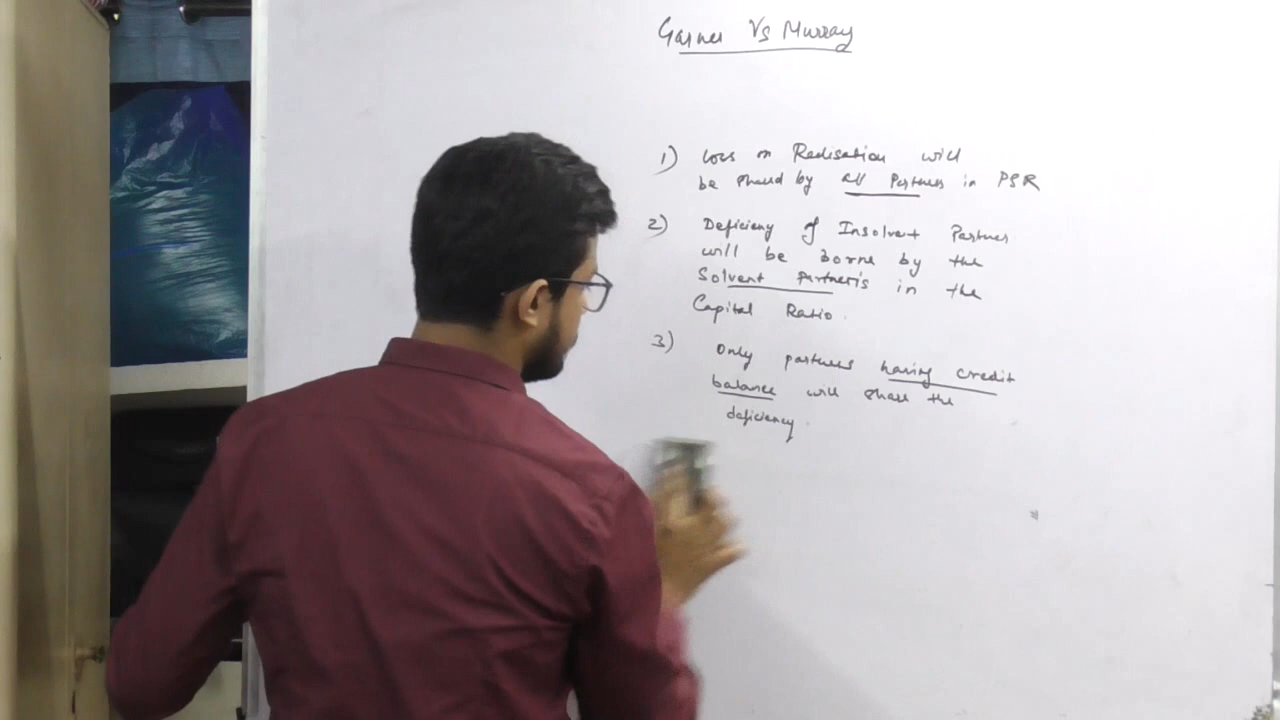 Garner Vs Murray
1) Loss on Realisation will
be shared by all Partners in PSR
2) Deficiency of Insolvent Partner
will be borne by the
Solvent Partner's in the
Capital Ratio.
3) Only partners having credit
balance will share the
deficiency.